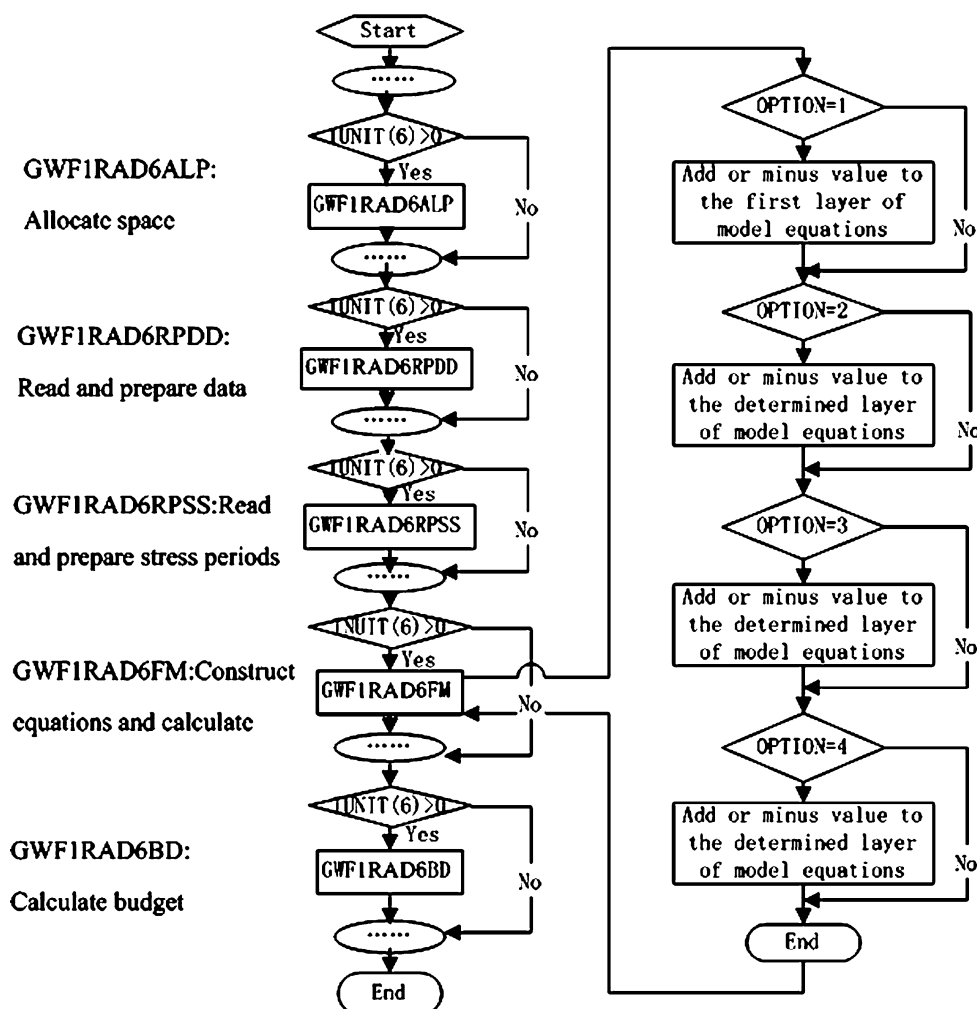 Start
……
IUNIT(6)>0
Yes
No
GWF1RAD6ALP:
Allocate space
GWF1RAD6ALP
……
IUNIT(6)>0
Yes
No
GWF1RAD6RPDD:
Read and prepare data
GWF1RAD6RPDD
……
IUNIT(6)>0
Yes
No
GWF1RAD6RPSS:Read
and prepare stress periods
GWF1RAD6RPSS
……
INUIT(6)>0
Yes
No
GWF1RAD6FM:Construct
equations and calculate
GWF1RAD6FM
……
IUNIT(6)>0
Yes
No
GWF1RAD6BD:
Calculate budget
GWF1RAD6BD
……
End
OPTION=1
Add or minus value to
the first layer of
model equations
No
OPTION=2
Add or minus value to
the determined layer
of model equations
No
OPTION=3
Add or minus value to
the determined layer
of model equations
No
OPTION=4
Add or minus value to
the determined layer
of model equations
No
End